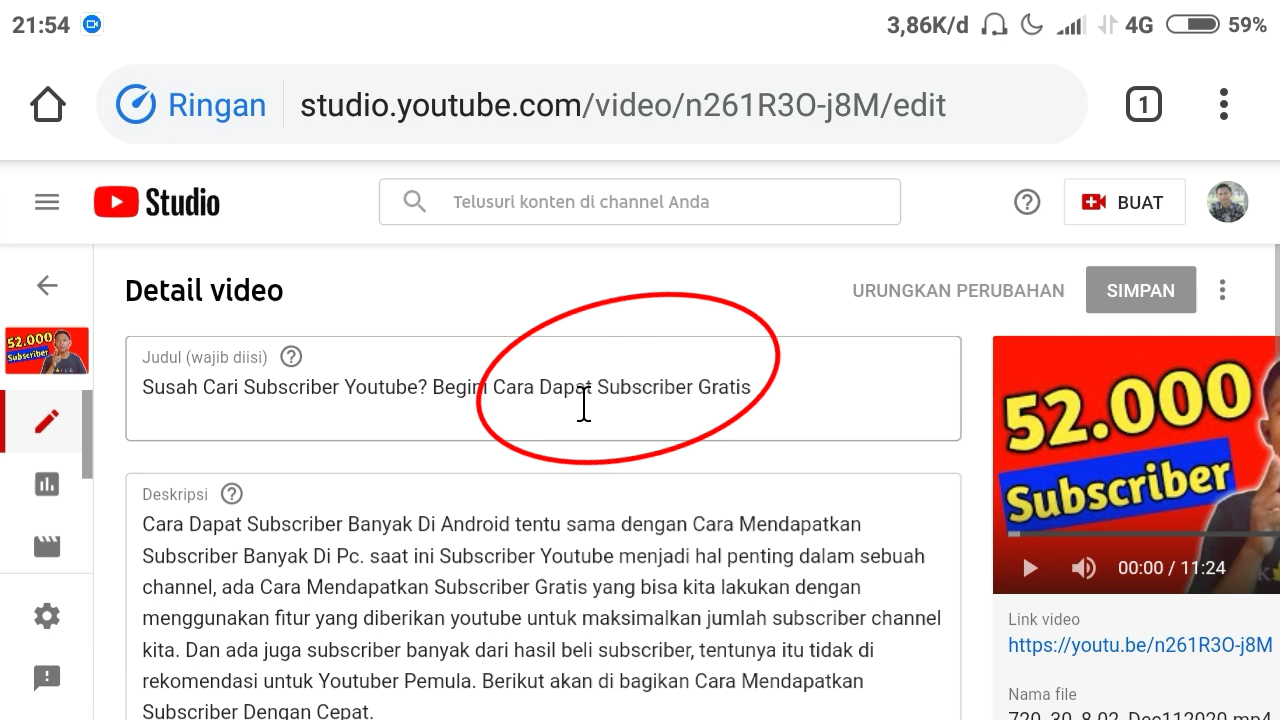 21:54
3,86K/d 4G 59%
Ringan studio.youtube.com/video/n261R3O-j8M/edit 1
Studio Telusuri konten di channel Anda BUAT
Detail video URUNGKAN PERUBAHAN SIMPAN
52.000
Subscriber
Judul (wajib diisi)
Susah Cari Subscriber Youtube? Begini Cara Dapat Subscriber Gratis
52.000
Subscriber
00:00 / 11:24
Deskripsi
Cara Dapat Subscriber Banyak Di Android tentu sama dengan Cara Mendapatkan
Subscriber Banyak Di Pc. saat ini Subscriber Youtube menjadi hal penting dalam sebuah
channel, ada Cara Mendapatkan Subscriber Gratis yang bisa kita lakukan dengan
menggunakan fitur yang diberikan youtube untuk maksimalkan jumlah subscriber channel
kita. Dan ada juga subscriber banyak dari hasil beli subscriber, tentunya itu tidak di
rekomendasi untuk Youtuber Pemula. Berikut akan di bagikan Cara Mendapatkan
Subscriber Dengan Cepat.
Link video
https://youtu.be/n261R3O-j8M
Nama file
720_30_8.02_Dec112020.mp4